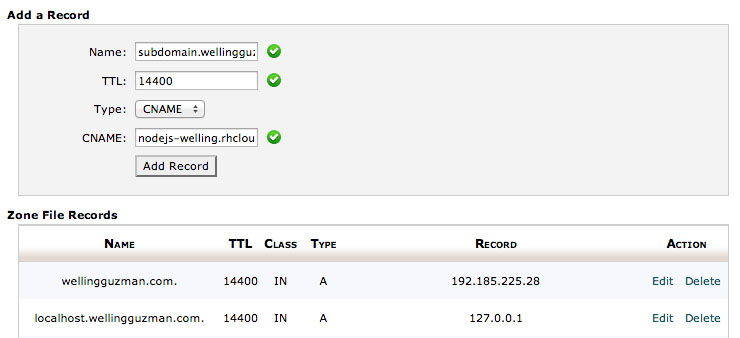 Add a Record
Name: subdomain.wellingguz
TTL: 14400
Type: CNAME
CNAME: nodejs-welling.rhclou
Add Record
Zone File Records
Name TTL Class Type Record Action
wellingguzman.com. 14400 IN A 192.185.225.28 Edit Delete
localhost.wellingguzman.com. 14400 IN A 127.0.0.1 Edit Delete